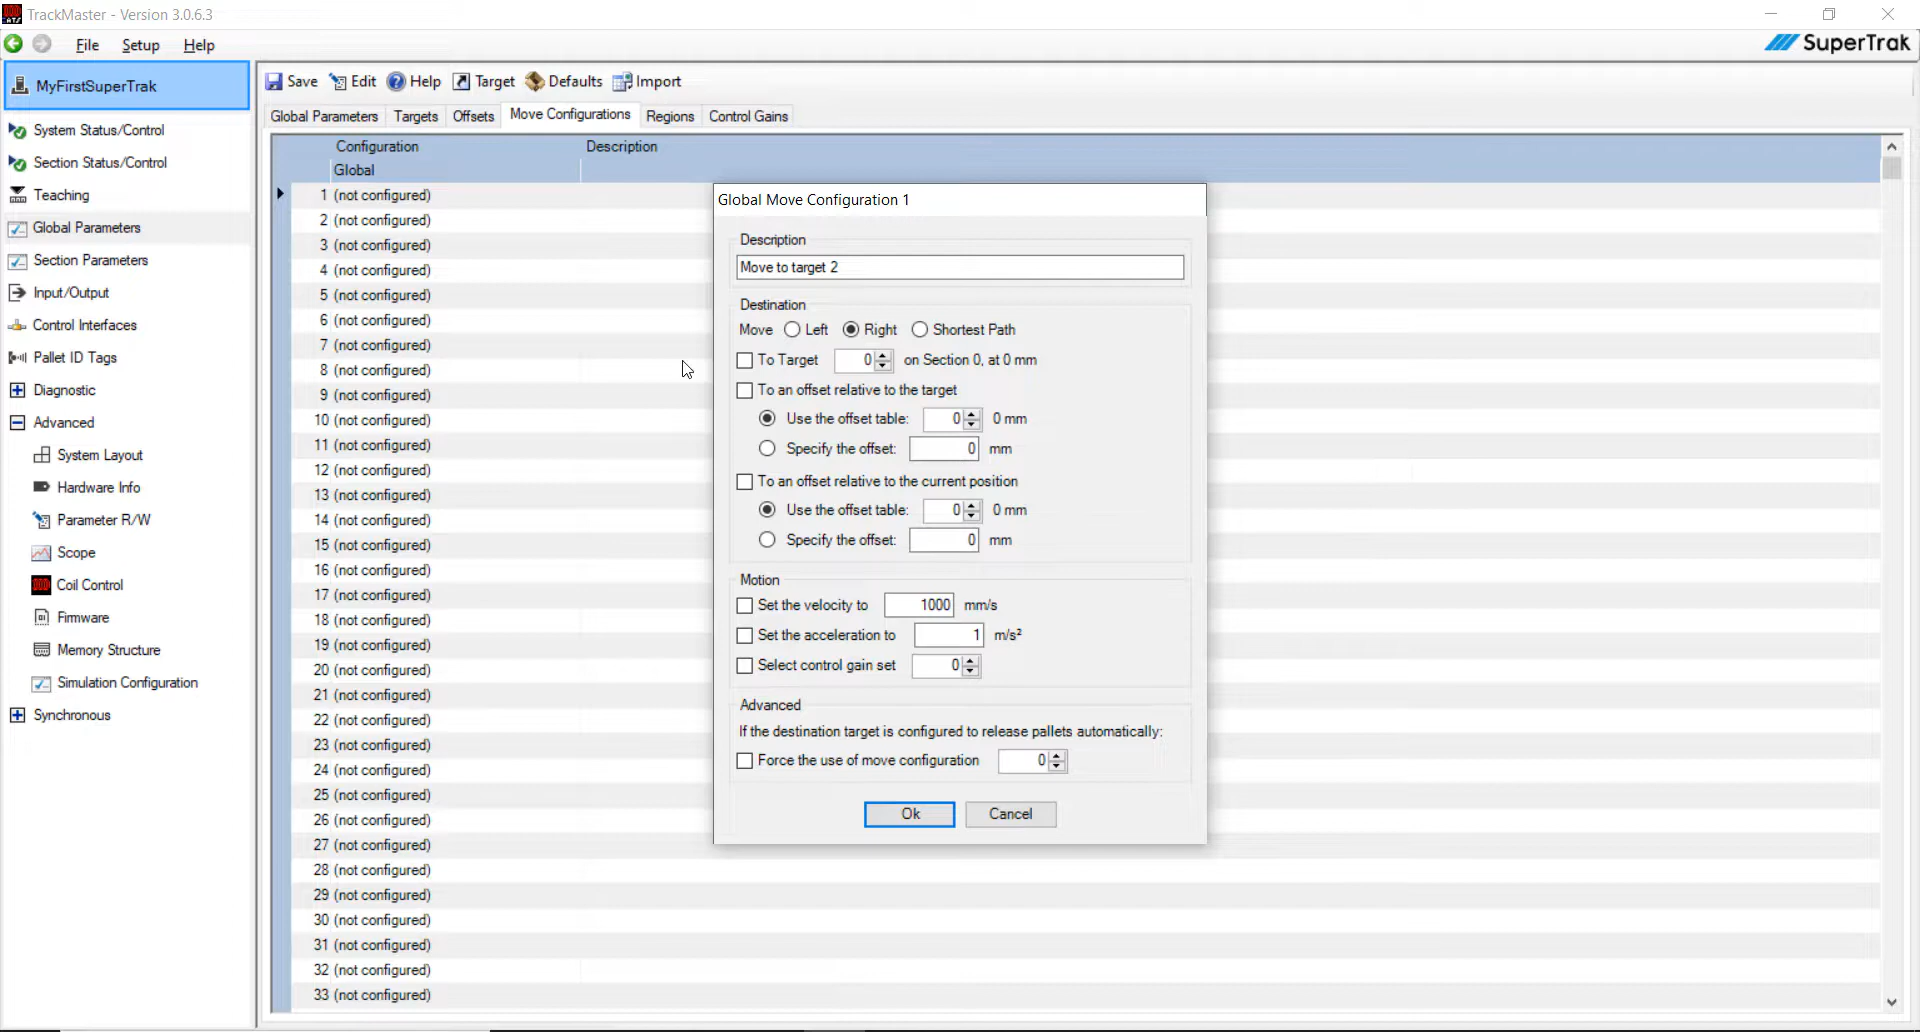 TrackMaster - Version 3.0.6.3
File Setup Help
SuperTrak
MyFirstSuperTrak
System Status/Control
Section Status/Control
Teaching
Global Parameters
Section Parameters
Input/Output
Control Interfaces
Pallet ID Tags
Diagnostic
Advanced
System Layout
Hardware Info
Parameter R/W
Scope
Coil Control
Firmware
Memory Structure
Simulation Configuration
Synchronous
Save Edit Help Target Defaults Import
Global Parameters Targets Offsets Move Configurations Regions Control Gains
Configuration Description
Global
1 (not configured)
2 (not configured)
3 (not configured)
4 (not configured)
5 (not configured)
6 (not configured)
7 (not configured)
8 (not configured)
9 (not configured)
10 (not configured)
11 (not configured)
12 (not configured)
13 (not configured)
14 (not configured)
15 (not configured)
16 (not configured)
17 (not configured)
18 (not configured)
19 (not configured)
20 (not configured)
21 (not configured)
22 (not configured)
23 (not configured)
24 (not configured)
25 (not configured)
26 (not configured)
27 (not configured)
28 (not configured)
29 (not configured)
30 (not configured)
31 (not configured)
32 (not configured)
33 (not configured)
Global Move Configuration 1
Description
Move to target 2
Destination
Move Left Right Shortest Path
To Target 0 on Section 0, at 0 mm
To an offset relative to the target
Use the offset table: 0 0 mm
Specify the offset: 0 mm
To an offset relative to the current position
Use the offset table: 0 0 mm
Specify the offset: 0 mm
Motion
Set the velocity to 1000 mm/s
Set the acceleration to 1 m/s²
Select control gain set 0
Advanced
If the destination target is configured to release pallets automatically:
Force the use of move configuration 0
Ok Cancel